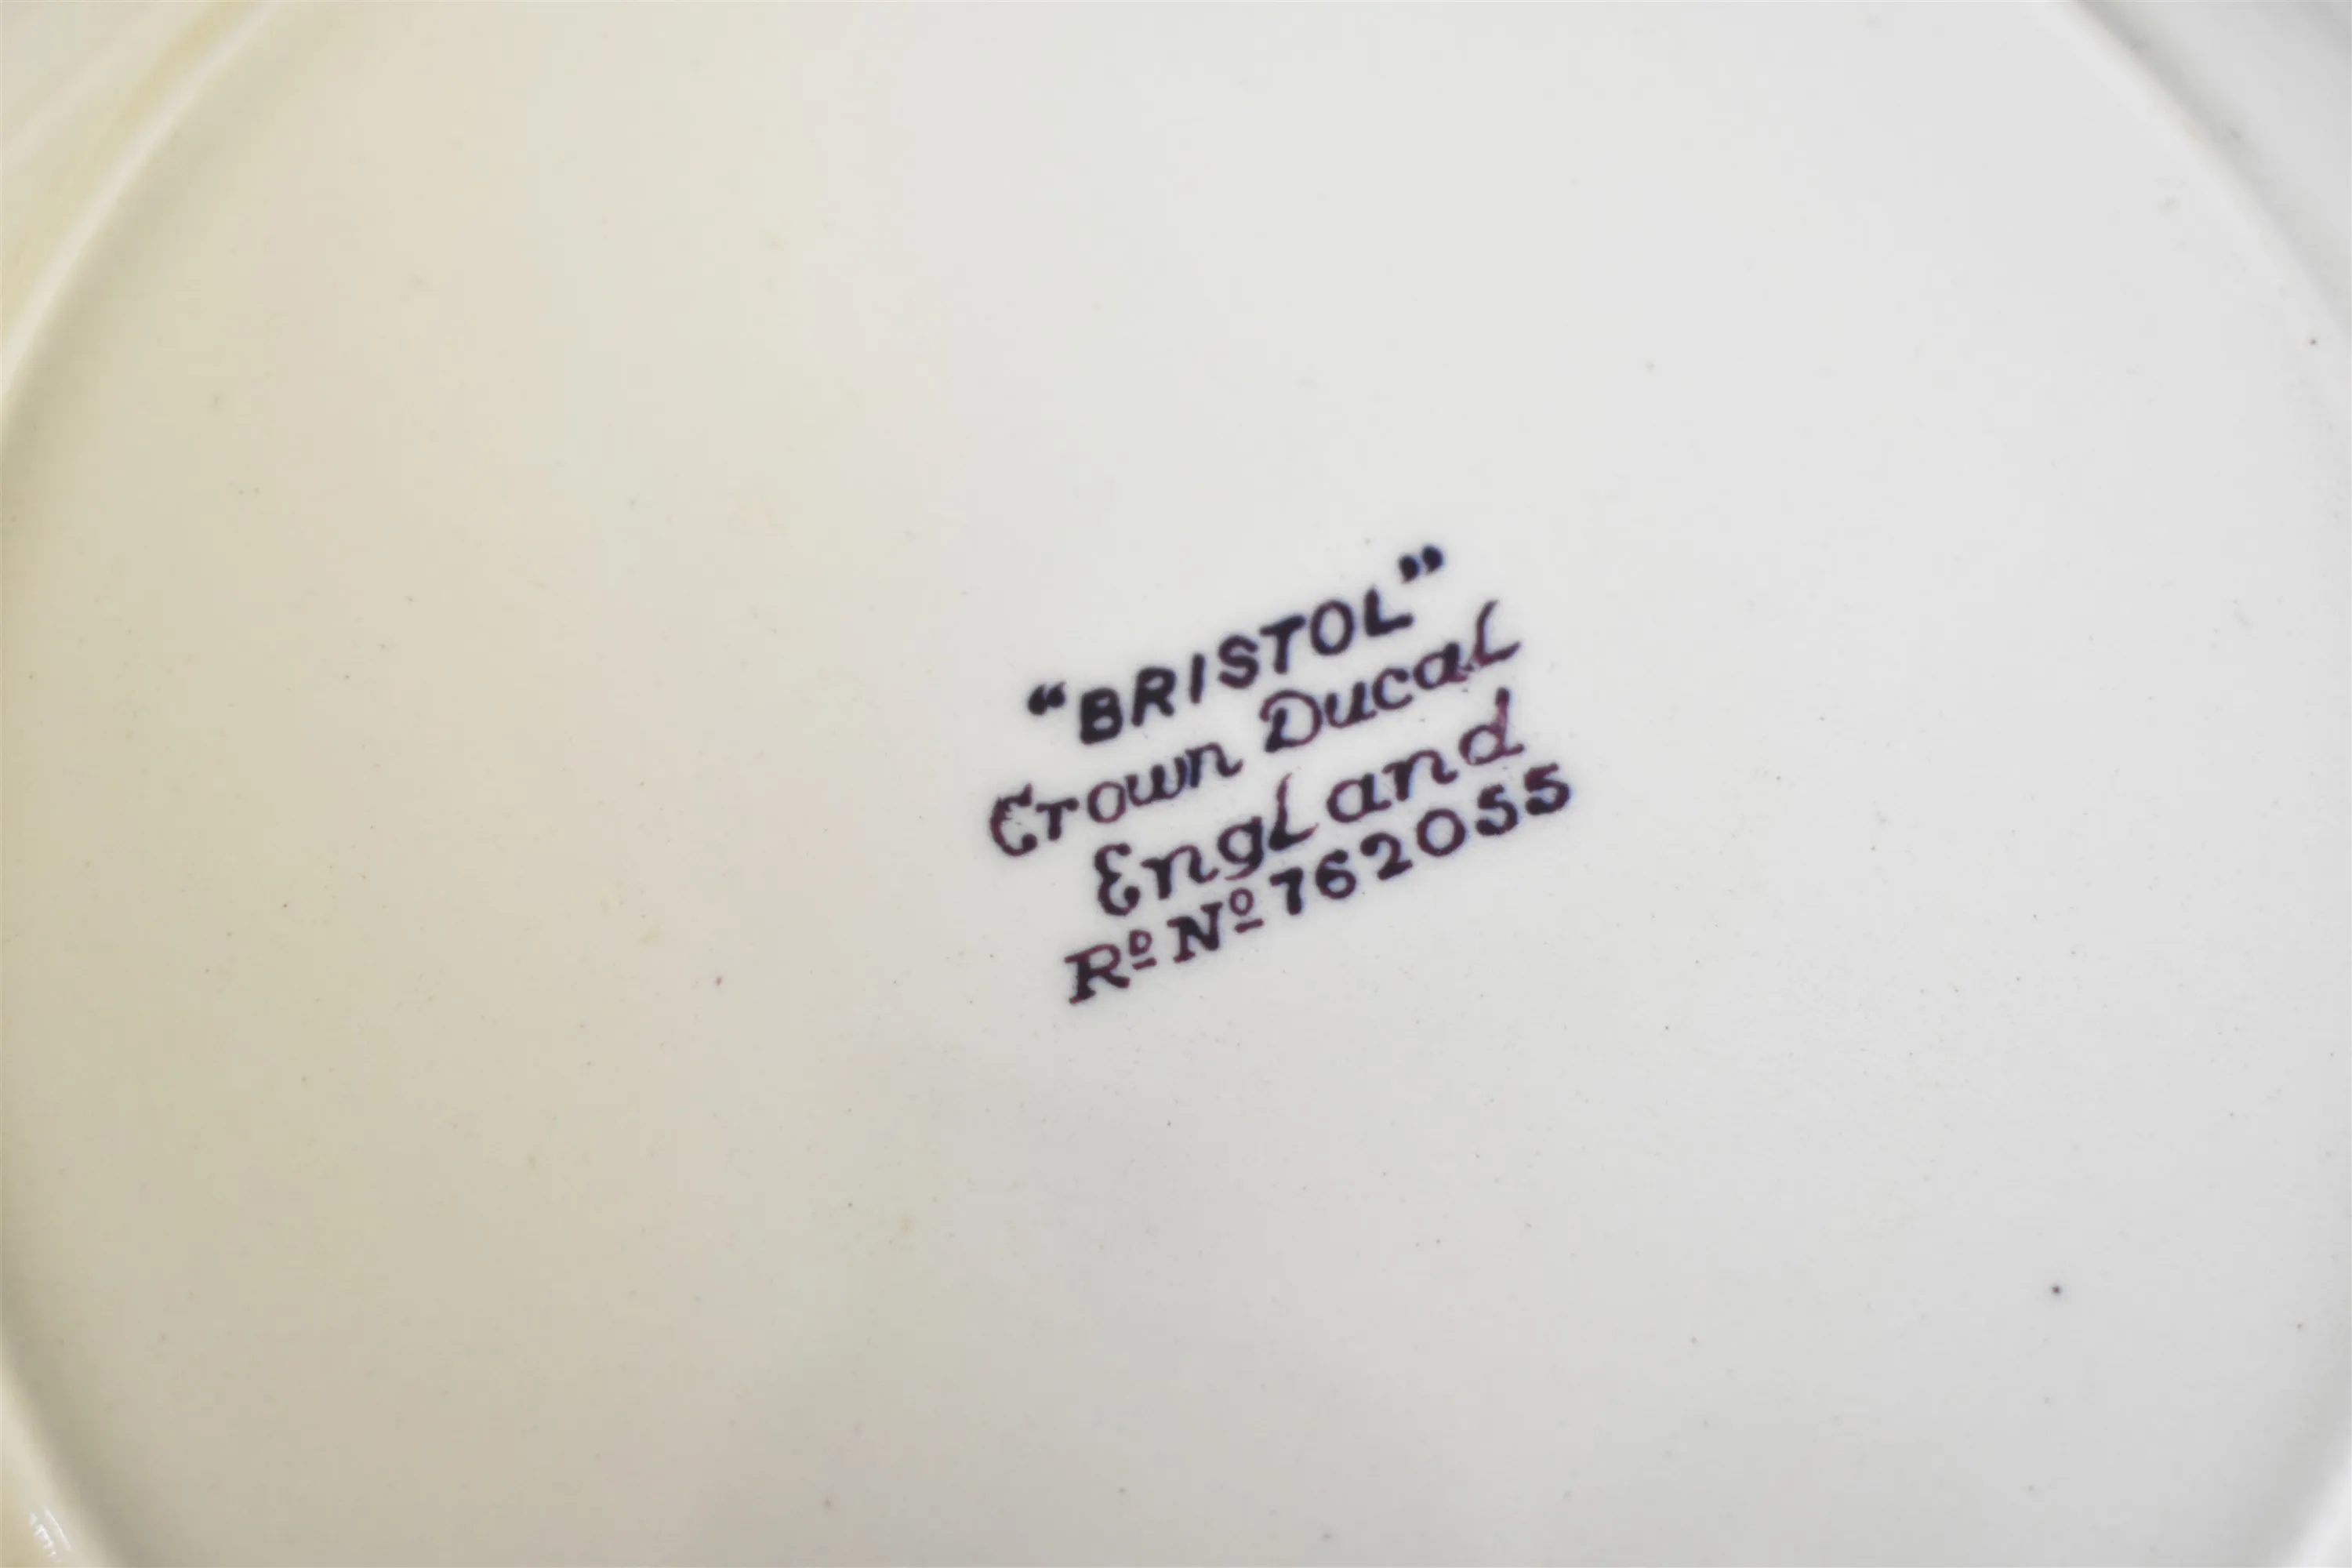 “BRISTOL”
Crown Ducal
England
Rᴰ Nº 762055